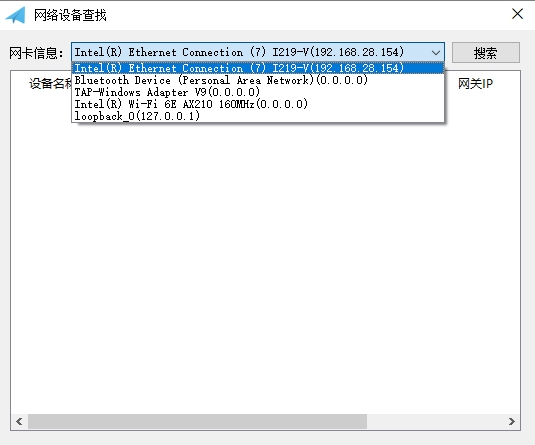 网络设备查找
网卡信息: Intel(R) Ethernet Connection (7) I219-V(192.168.28.154) 搜索
Intel(R) Ethernet Connection (7) I219-V(192.168.28.154)
设备名称 网关IP
Bluetooth Device (Personal Area Network)(0.0.0.0)
TAP-Windows Adapter V9(0.0.0.0)
Intel(R) Wi-Fi 6E AX210 160MHz(0.0.0.0)
loopback_0(127.0.0.1)